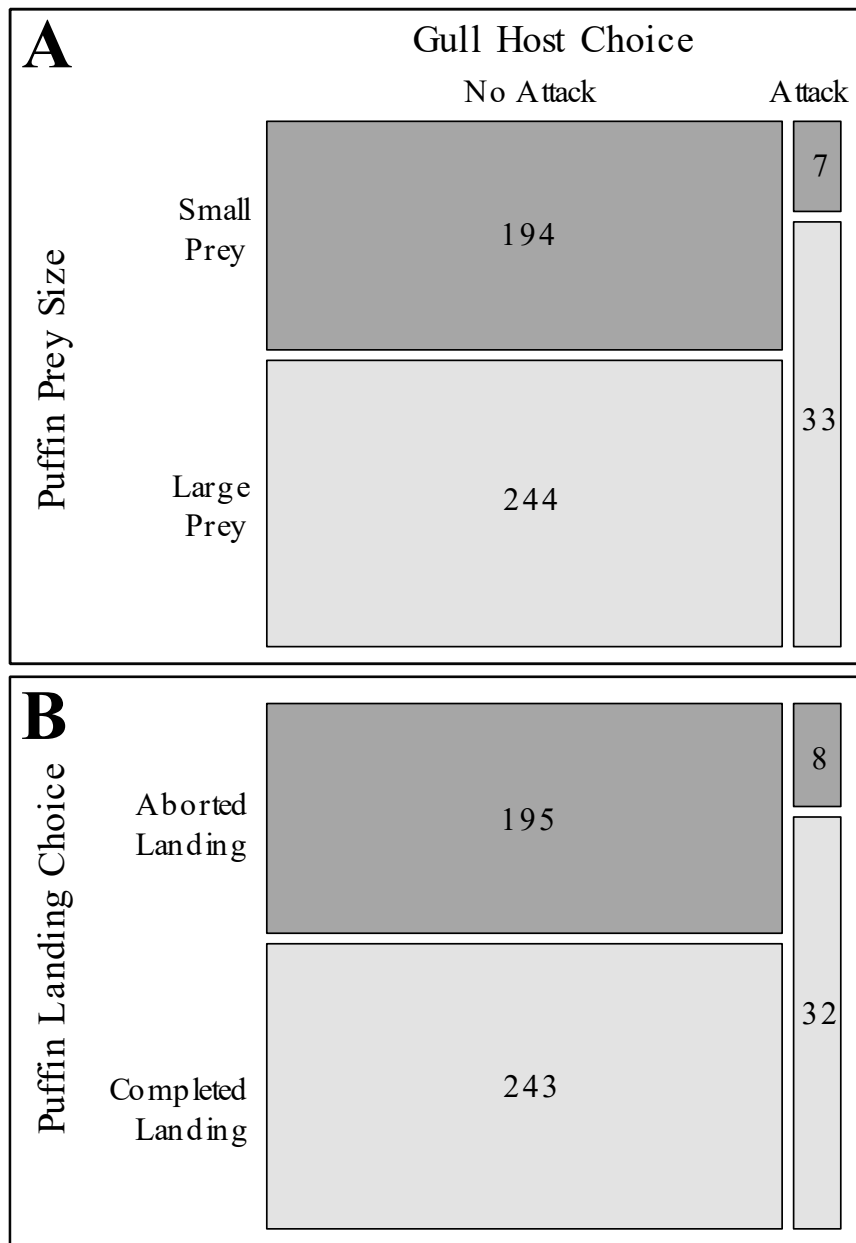 A
Gull Host Choice
No Attack
Attack
Puffin Prey Size
Small
Prey
194
7
Large
Prey
244
33
B
Puffin Landing Choice
Aborted
Landing
195
8
Completed
Landing
243
32